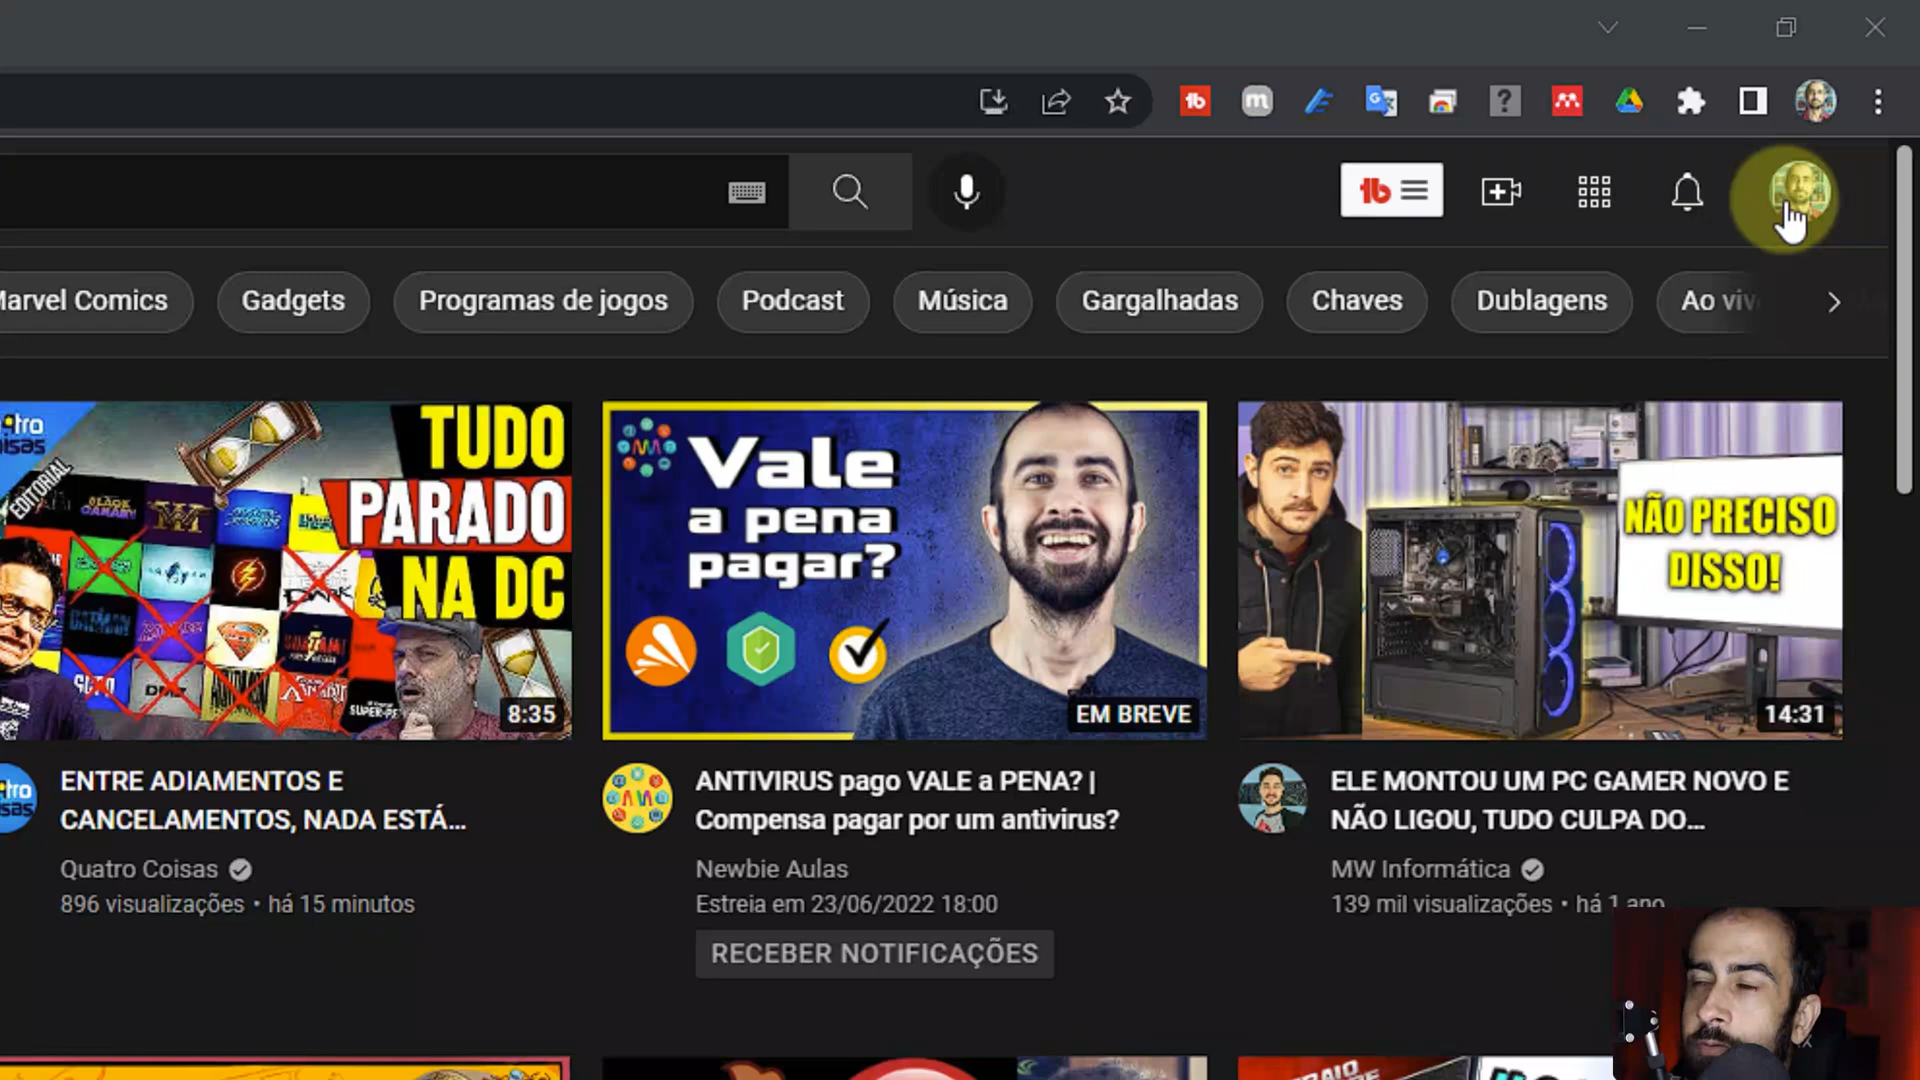 Marvel Comics
Gadgets
Programas de jogos
Podcast
Música
Gargalhadas
Chaves
Dublagens
Ao viv
EDITORIAL
TUDO
PARADO
NA DC
8:35
Vale
a pena
pagar?
EM BREVE
NÃO PRECISO
DISSO!
14:31
ENTRE ADIAMENTOS E
CANCELAMENTOS, NADA ESTÁ...
Quatro Coisas
896 visualizações • há 15 minutos
ANTIVIRUS pago VALE a PENA? |
Compensa pagar por um antivirus?
Newbie Aulas
Estreia em 23/06/2022 18:00
RECEBER NOTIFICAÇÕES
ELE MONTOU UM PC GAMER NOVO E
NÃO LIGOU, TUDO CULPA DO...
MW Informática
139 mil visualizações • há 1 ano